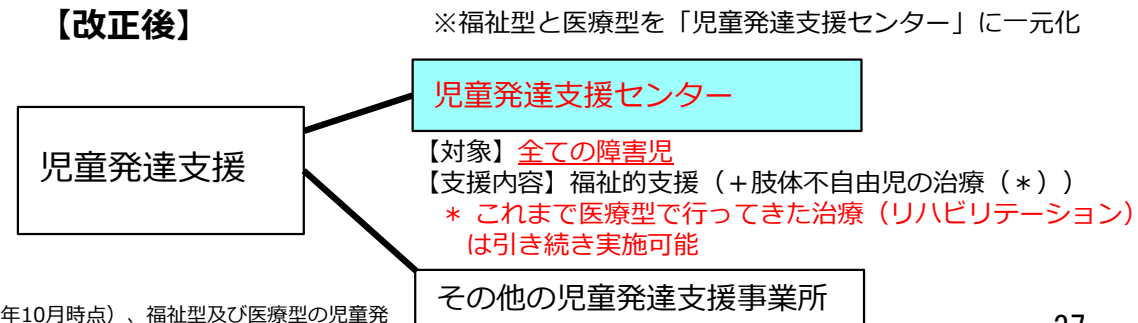 【改正後】
※福祉型と医療型を「児童発達支援センター」に一元化
児童発達支援センター
児童発達支援
【対象】全ての障害児
【支援内容】福祉的支援（＋肢体不自由児の治療（＊））
＊ これまで医療型で行ってきた治療（リハビリテーション）
は引き続き実施可能
その他の児童発達支援事業所
年10月時点）、福祉型及び医療型の児童発